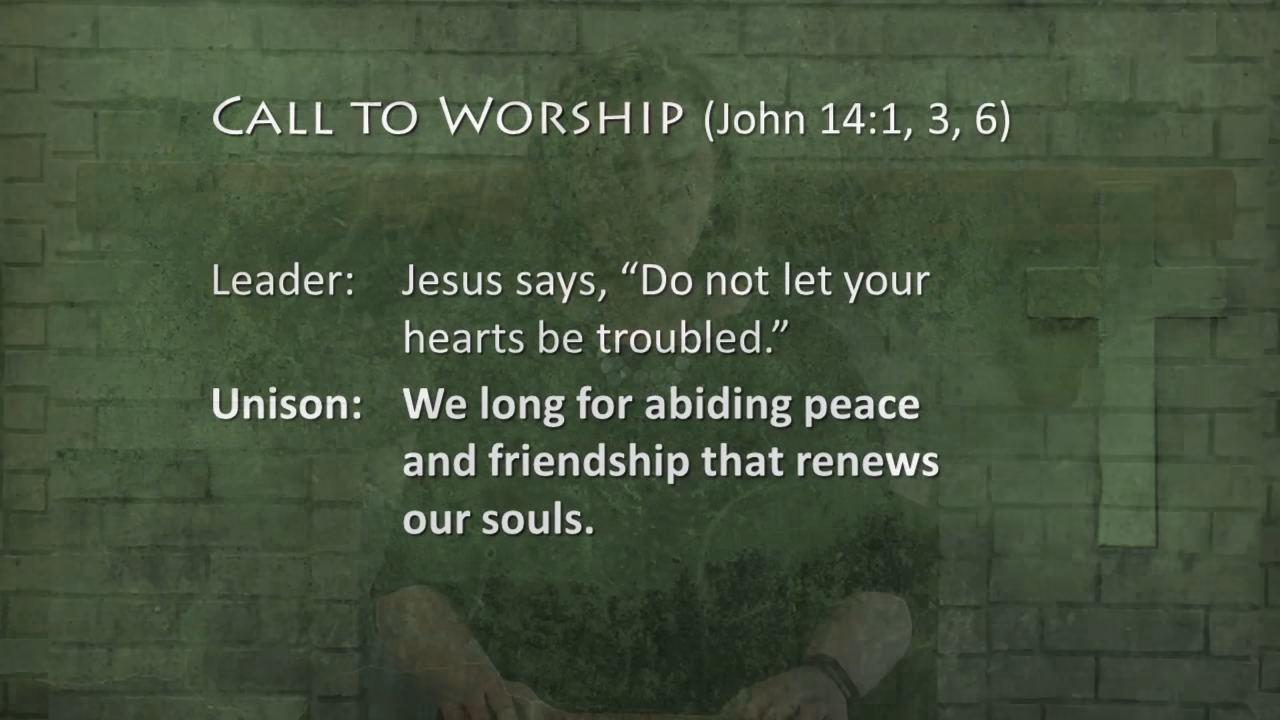 CALL TO WORSHIP (John 14:1, 3, 6)
Leader: Jesus says, “Do not let your
hearts be troubled.”
Unison: We long for abiding peace
and friendship that renews
our souls.